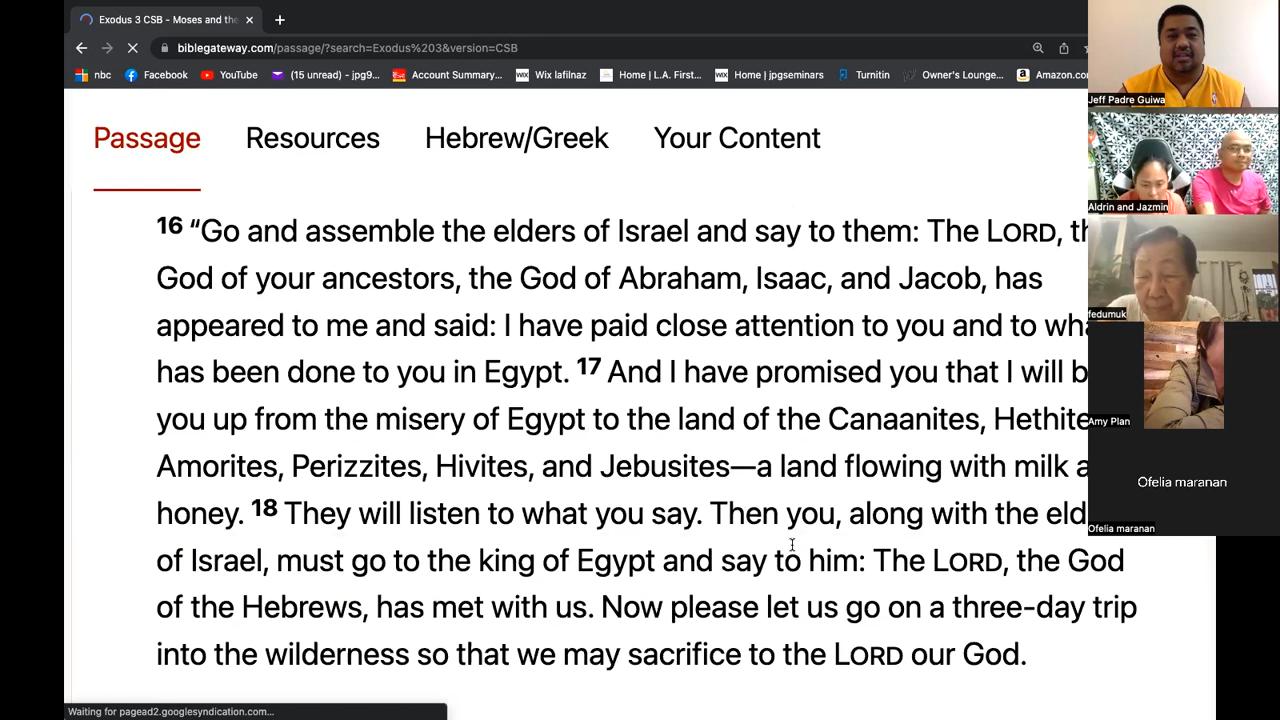 Exodus 3 CSB - Moses and the
biblegateway.com/passage/?search=Exodus%203&version=CSB
nbc Facebook YouTube (15 unread) - jpg9... Account Summary... Wix lafilnaz Home | L.A. First... Home | jpgseminars Turnitin Owner's Lounge... Amazon.co
Passage Resources Hebrew/Greek Your Content
16 “Go and assemble the elders of Israel and say to them: The LORD, th
God of your ancestors, the God of Abraham, Isaac, and Jacob, has
appeared to me and said: I have paid close attention to you and to wha
has been done to you in Egypt. 17 And I have promised you that I will b
you up from the misery of Egypt to the land of the Canaanites, Hethite
Amorites, Perizzites, Hivites, and Jebusites—a land flowing with milk a
honey. 18 They will listen to what you say. Then you, along with the eld
of Israel, must go to the king of Egypt and say to him: The LORD, the God
of the Hebrews, has met with us. Now please let us go on a three-day trip
into the wilderness so that we may sacrifice to the LORD our God.
Waiting for pagead2.googlesyndication.com...
Jeff Padre Guiwa
Aldrin and Jazmin
fedumuk
Amy Plan
Ofelia maranan
Ofelia maranan